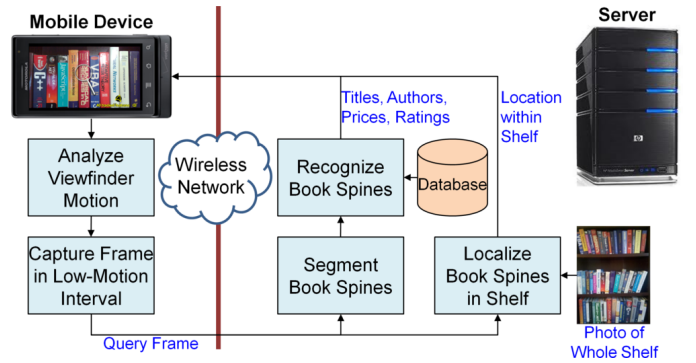 Mobile Device
Server
Titles, Authors,
Prices, Ratings
Location
within
Shelf
Analyze
Viewfinder
Motion
Wireless
Network
Recognize
Book Spines
Database
Capture Frame
in Low-Motion
Interval
Segment
Book Spines
Localize
Book Spines
in Shelf
Query Frame
Photo of
Whole Shelf
C++